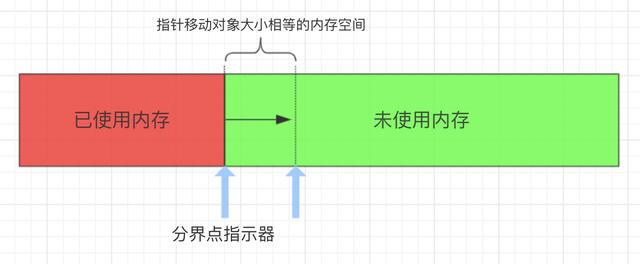 指针移动对象大小相等的内存空间
已使用内存
未使用内存
分界点指示器